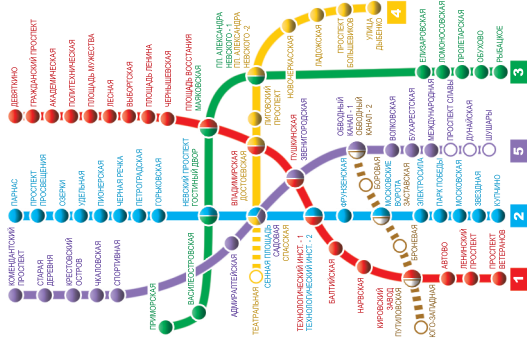 ДЕВЯТКИНО
ГРАЖДАНСКИЙ ПРОСПЕКТ
АКАДЕМИЧЕСКАЯ
ПОЛИТЕХНИЧЕСКАЯ
ПЛОЩАДЬ МУЖЕСТВА
ЛЕСНАЯ
ВЫБОРГСКАЯ
ПЛОЩАДЬ ЛЕНИНА
ЧЕРНЫШЕВСКАЯ
ПЛОЩАДЬ ВОССТАНИЯ
МАЯКОВСКАЯ
ПЛ. АЛЕКСАНДРА
НЕВСКОГО - 1
ПЛ. АЛЕКСАНДРА
НЕВСКОГО -2
НОВОЧЕРКАССКАЯ
ЛАДОЖСКАЯ
ПРОСПЕКТ
БОЛЬШЕВИКОВ
УЛИЦА
ДЫБЕНКО
4
ЕЛИЗАРОВСКАЯ
ЛОМОНОСОВСКАЯ
ПРОЛЕТАРСКАЯ
ОБУХОВО
РЫБАЦКОЕ
3
ЛИГОВСКИЙ
ПРОСПЕКТ
ПУШКИНСКАЯ
ЗВЕНИГОРОДСКАЯ
ОБВОДНЫЙ
КАНАЛ - 1
ОБВОДНЫЙ
КАНАЛ - 2
ВОЛКОВСКАЯ
БУХАРЕСТСКАЯ
МЕЖДУНАРОДНАЯ
ПРОСПЕКТ СЛАВЫ
ДУНАЙСКАЯ
ШУШАРЫ
5
ПАРНАС
ПРОСПЕКТ
ПРОСВЕЩЕНИЯ
ОЗЕРКИ
УДЕЛЬНАЯ
ПИОНЕРСКАЯ
ЧЕРНАЯ РЕЧКА
ПЕТРОГРАДСКАЯ
ГОРЬКОВСКАЯ
НЕВСКИЙ ПРОСПЕКТ
ГОСТИНЫЙ ДВОР
ВЛАДИМИРСКАЯ
ДОСТОЕВСКАЯ
ФРУНЗЕНСКАЯ
БОРОВАЯ
МОСКОВСКИЕ
ВОРОТА
ЗАСТАВСКАЯ
ЭЛЕКТРОСИЛА
ПАРК ПОБЕДЫ
МОСКОВСКАЯ
ЗВЕЗДНАЯ
КУПЧИНО
2
КОМЕНДАНТСКИЙ
ПРОСПЕКТ
СТАРАЯ
ДЕРЕВНЯ
КРЕСТОВСКИЙ
ОСТРОВ
ЧКАЛОВСКАЯ
СПОРТИВНАЯ
ПРИМОРСКАЯ
ВАСИЛЕОСТРОВСКАЯ
АДМИРАЛТЕЙСКАЯ
ТЕАТРАЛЬНАЯ
СЕННАЯ ПЛОЩАДЬ
САДОВАЯ
СПАССКАЯ
ТЕХНОЛОГИЧЕСКИЙ ИНСТ. - 1
ТЕХНОЛОГИЧЕСКИЙ ИНСТ. - 2
БАЛТИЙСКАЯ
НАРВСКАЯ
КИРОВСКИЙ
ЗАВОД
ПУТИЛОВСКАЯ
БРОНЕВАЯ
ЮГО-ЗАПАДНАЯ
АВТОВО
ЛЕНИНСКИЙ
ПРОСПЕКТ
ПРОСПЕКТ
ВЕТЕРАНОВ
1